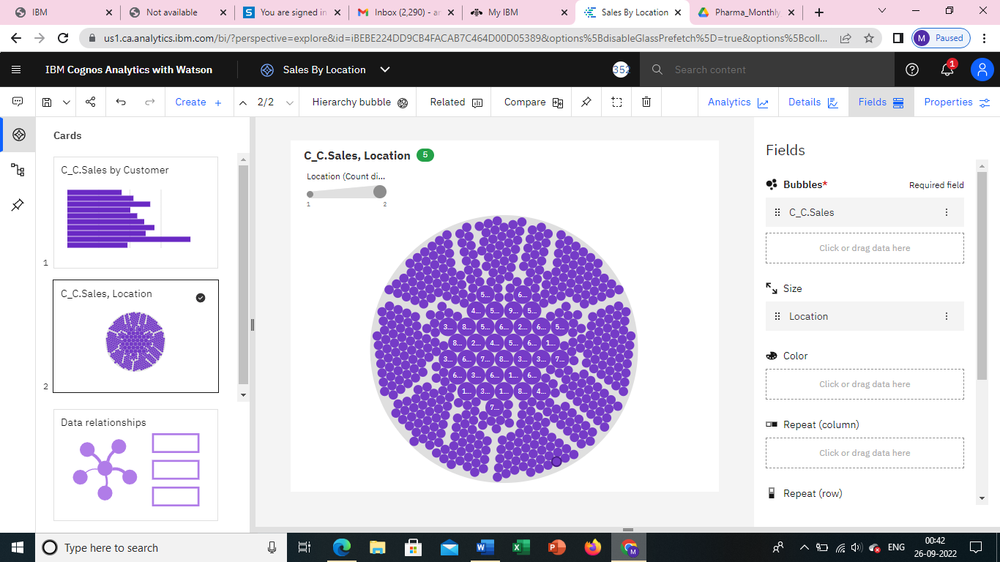 IBM
Not available
You are signed in
Inbox (2,290) - ar
My IBM
Sales By Location
Pharma_Monthly
us1.ca.analytics.ibm.com/bi/?perspective=explore&id=iBEBE224DD9CB4FACAB7C464D00D05389&options%5BdisableGlassPrefetch%5D=true&options%5Bcoll...
M Paused
IBM Cognos Analytics with Watson
Sales By Location
352
Search content
1
Create +
2/2
Hierarchy bubble
Related
Compare
Analytics
Details
Fields
Properties
Cards
C_C.Sales by Customer
1
C_C.Sales, Location
2
Data relationships
C_C.Sales, Location 5
Location (Count di...
1 2
5... 6...
4... 5... 9... 5...
3... 8... 5... 6... 2... 6... 5...
8... 2... 4... 5... 6... 1...
3... 6... 7... 8... 3... 3... 7...
6... 3... 6... 1... 6...
1... 3... 1... 8... 4...
7...
Fields
Bubbles* Required field
C_C.Sales
Click or drag data here
Size
Location
Color
Click or drag data here
Repeat (column)
Click or drag data here
Repeat (row)
Type here to search
ENG
00:42
26-09-2022